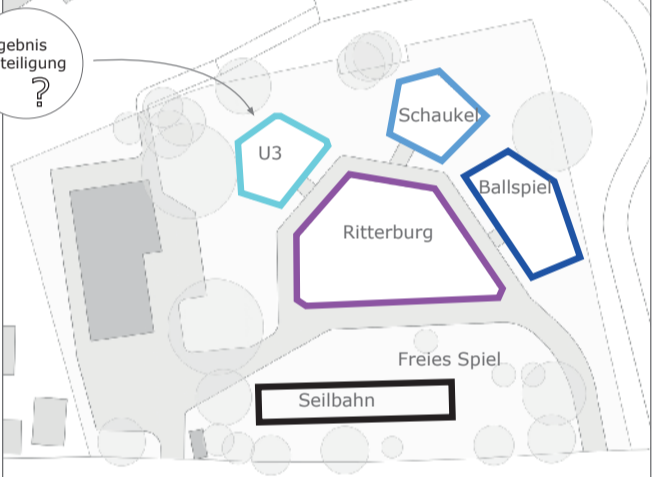 gebnis
teiligung
?
Schaukel
U3
Ballspiel
Ritterburg
Freies Spiel
Seilbahn